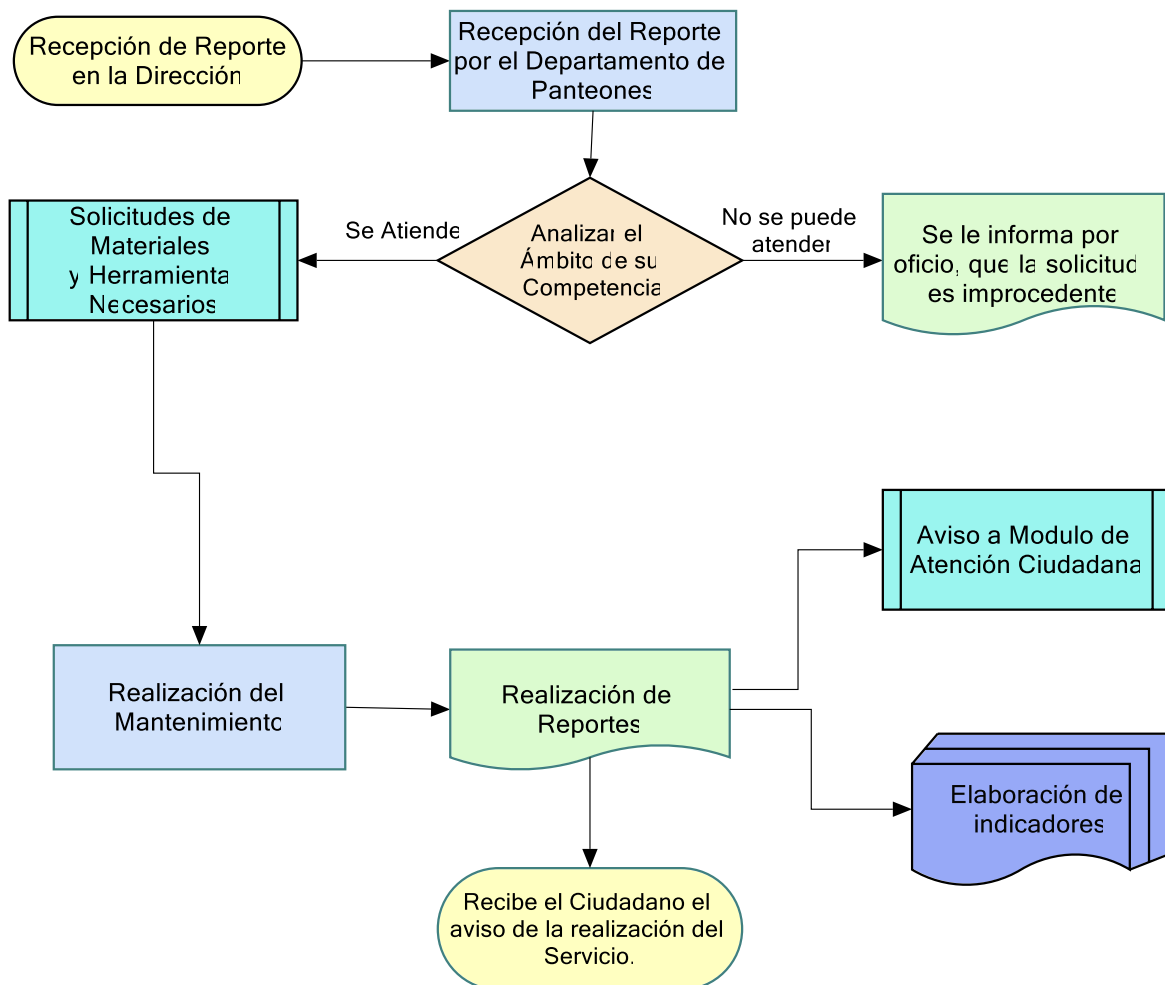 Recepción de Reporte
en la Dirección
Recepción del Reporte
por el Departamento de
Panteones
Solicitudes de
Materiales
y Herramienta
Necesarios
Se Atiende
Analizar el
Ámbito de su
Competencia
No se puede
atender
Se le informa por
oficio, que la solicitud
es improcedente
Aviso a Modulo de
Atención Ciudadana
Realización del
Mantenimiento
Realización de
Reportes
Elaboración de
indicadores
Recibe el Ciudadano el
aviso de la realización del
Servicio.